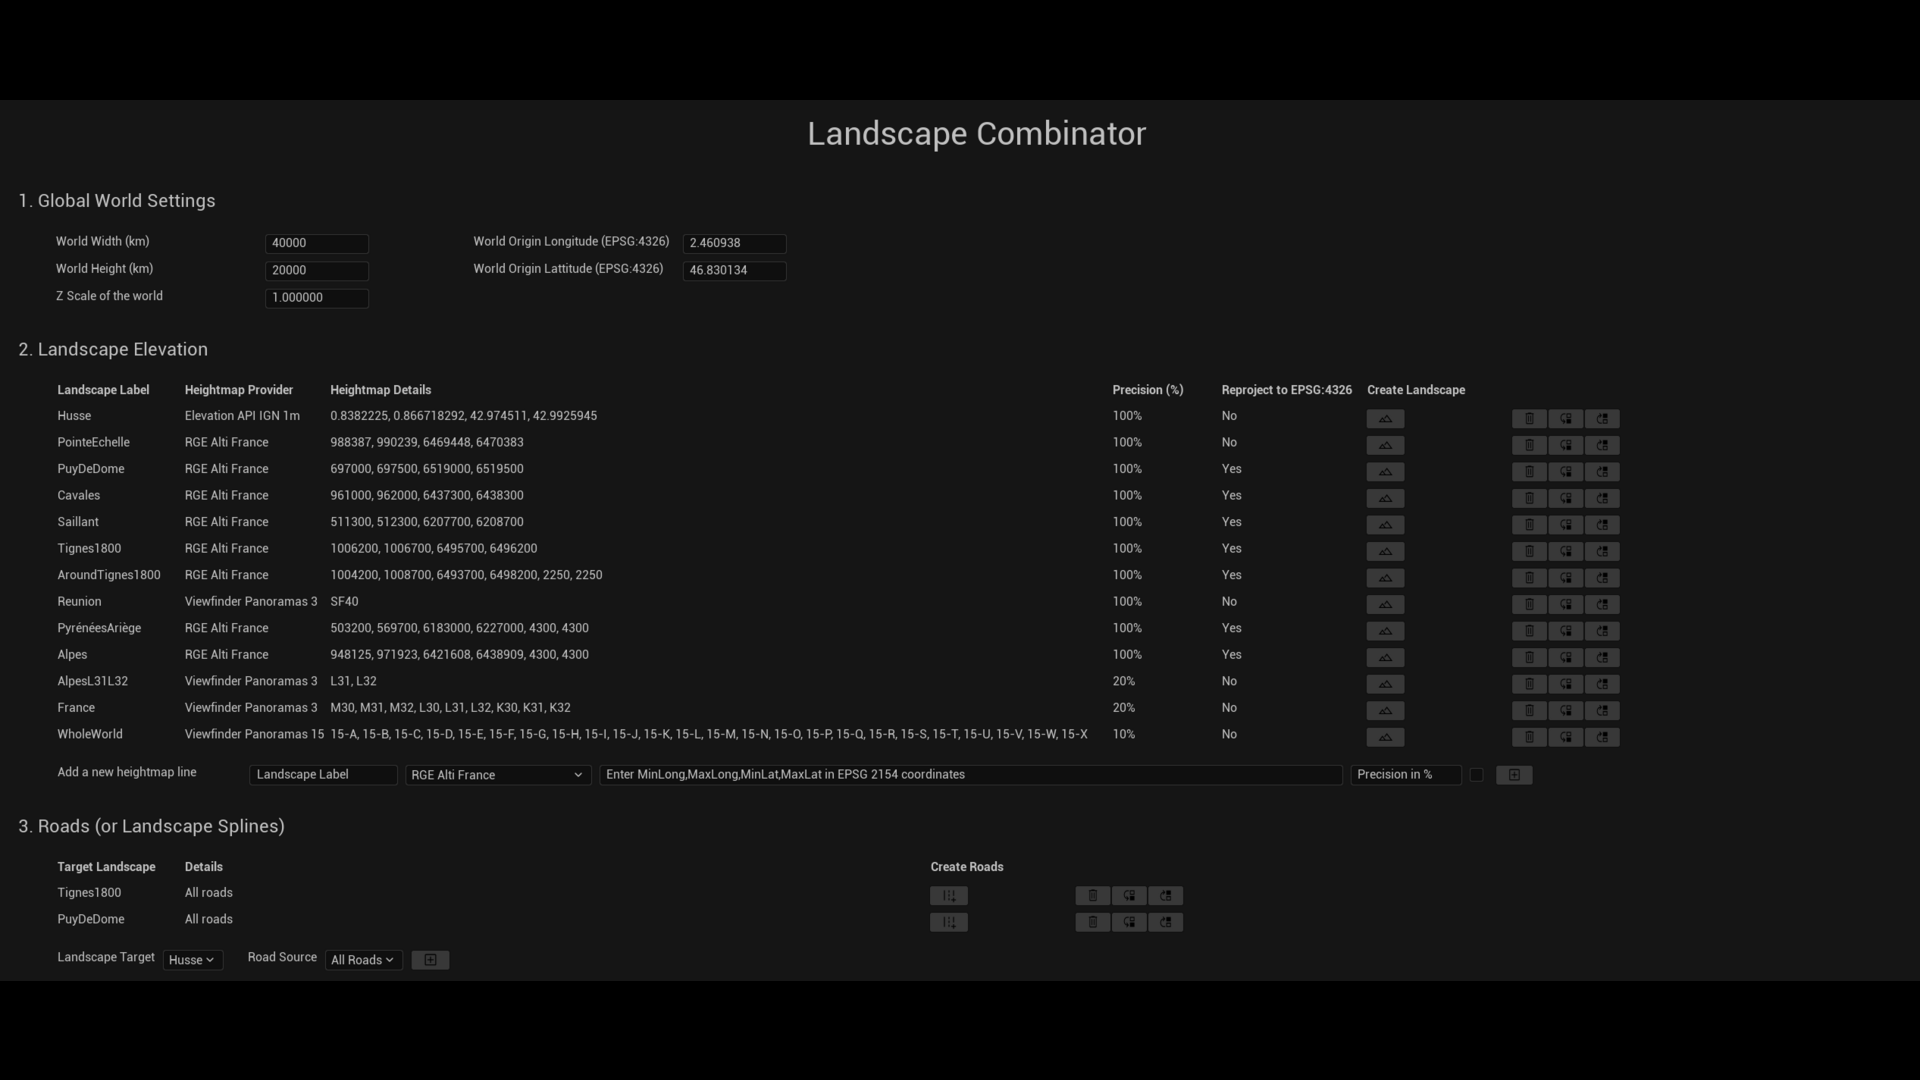 Landscape Combinator
1. Global World Settings
World Width (km) 40000 World Origin Longitude (EPSG:4326) 2.460938
World Height (km) 20000 World Origin Lattitude (EPSG:4326) 46.830134
Z Scale of the world 1.000000
2. Landscape Elevation
Landscape Label Heightmap Provider Heightmap Details Precision (%) Reproject to EPSG:4326 Create Landscape
Husse Elevation API IGN 1m 0.8382225, 0.866718292, 42.974511, 42.9925945 100% No
PointeEchelle RGE Alti France 988387, 990239, 6469448, 6470383 100% No
PuyDeDome RGE Alti France 697000, 697500, 6519000, 6519500 100% Yes
Cavales RGE Alti France 961000, 962000, 6437300, 6438300 100% Yes
Saillant RGE Alti France 511300, 512300, 6207700, 6208700 100% Yes
Tignes1800 RGE Alti France 1006200, 1006700, 6495700, 6496200 100% Yes
AroundTignes1800 RGE Alti France 1004200, 1008700, 6493700, 6498200, 2250, 2250 100% Yes
Reunion Viewfinder Panoramas 3 SF40 100% No
PyrénéesAriège RGE Alti France 503200, 569700, 6183000, 6227000, 4300, 4300 100% Yes
Alpes RGE Alti France 948125, 971923, 6421608, 6438909, 4300, 4300 100% Yes
AlpesL31L32 Viewfinder Panoramas 3 L31, L32 20% No
France Viewfinder Panoramas 3 M30, M31, M32, L30, L31, L32, K30, K31, K32 20% No
WholeWorld Viewfinder Panoramas 15 15-A, 15-B, 15-C, 15-D, 15-E, 15-F, 15-G, 15-H, 15-I, 15-J, 15-K, 15-L, 15-M, 15-N, 15-O, 15-P, 15-Q, 15-R, 15-S, 15-T, 15-U, 15-V, 15-W, 15-X 10% No
Add a new heightmap line Landscape Label RGE Alti France Enter MinLong,MaxLong,MinLat,MaxLat in EPSG 2154 coordinates Precision in %
3. Roads (or Landscape Splines)
Target Landscape Details Create Roads
Tignes1800 All roads
PuyDeDome All roads
Landscape Target Husse Road Source All Roads